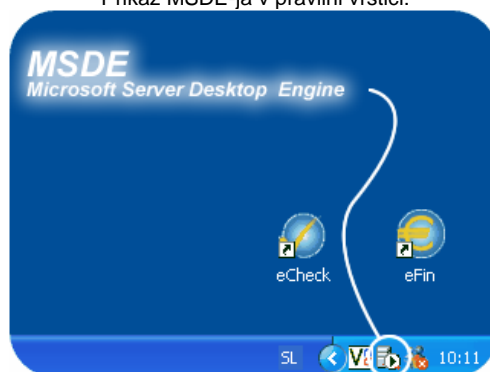 Prikaz MSDE-ja v pravilni vrstici.
MSDE
Microsoft Server Desktop Engine
eCheck
eFin
SL
10:11